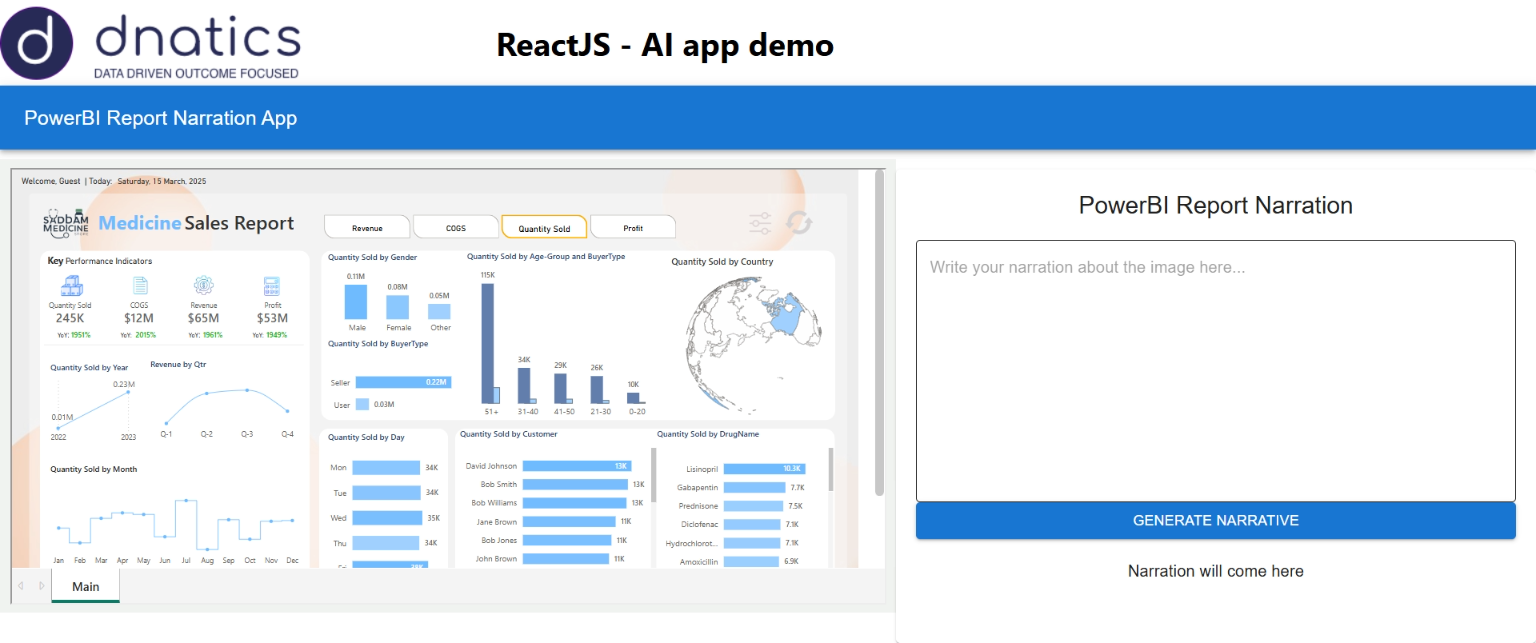 dnatics
DATA DRIVEN OUTCOME FOCUSED
ReactJS - AI app demo
PowerBI Report Narration App
Welcome, Guest | Today: Saturday, 15 March, 2025
SADDAM
MEDICINE
Medicine Sales Report
Revenue
COGS
Quantity Sold
Profit
Key Performance Indicators
Quantity Sold
245K
YoY: 1951%
COGS
$12M
YoY: 2015%
Revenue
$65M
YoY: 1961%
Profit
$53M
YoY: 1949%
Quantity Sold by Year
0.23M
0.01M
2022 2023
Revenue by Qtr
Q-1 Q-2 Q-3 Q-4
Quantity Sold by Month
Jan Feb Mar Apr May Jun Jul Aug Sep Oct Nov Dec
Quantity Sold by Gender
0.11M
0.08M
0.05M
Male Female Other
Quantity Sold by BuyerType
Seller 0.22M
User 0.03M
Quantity Sold by Age-Group and BuyerType
115K
34K
29K
26K
10K
51+ 31-40 41-50 21-30 0-20
Quantity Sold by Country
Quantity Sold by Day
Mon 34K
Tue 34K
Wed 35K
Thu 34K
Quantity Sold by Customer
David Johnson 13K
Bob Smith 13K
Bob Williams 13K
Jane Brown 11K
Bob Jones 11K
John Brown 11K
Quantity Sold by DrugName
Lisinopril 10.3K
Gabapentin 7.7K
Prednisone 7.5K
Diclofenac 7.1K
Hydrochlorot... 7.1K
Amoxicillin 6.9K
Main
PowerBI Report Narration
Write your narration about the image here...
GENERATE NARRATIVE
Narration will come here